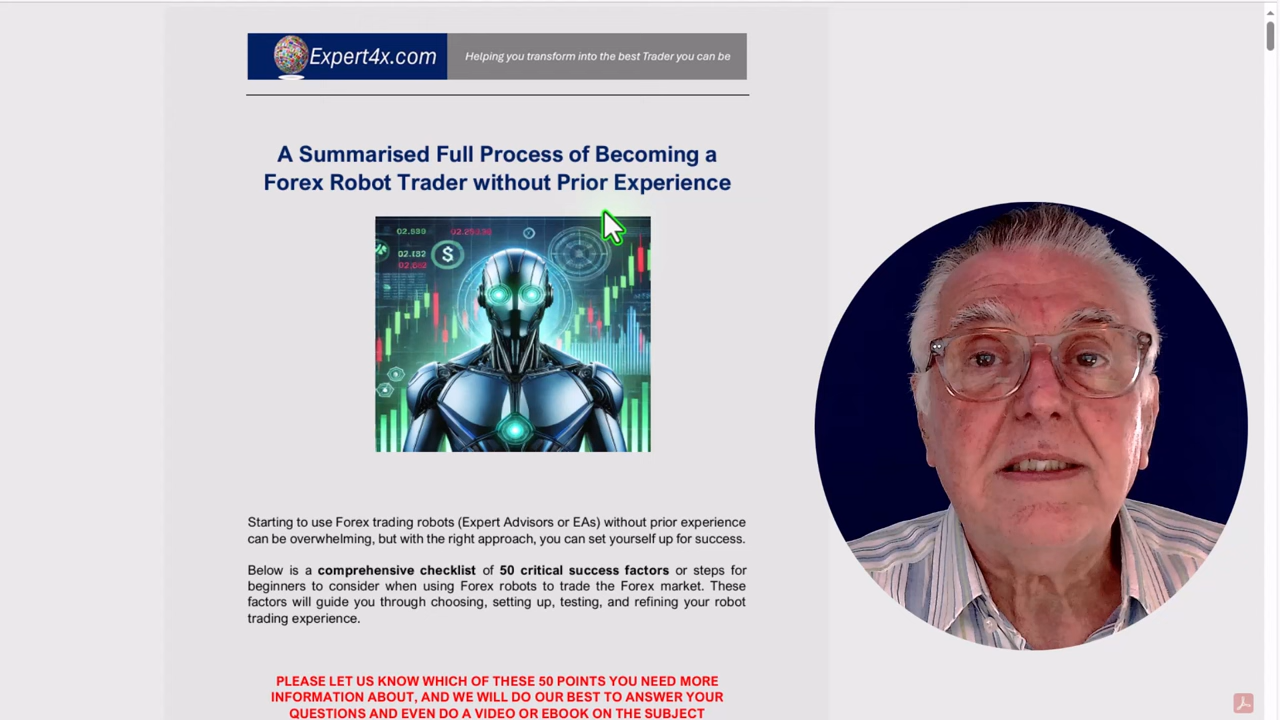 Expert4x.com
Helping you transform into the best Trader you can be
A Summarised Full Process of Becoming a
Forex Robot Trader without Prior Experience
$
Starting to use Forex trading robots (Expert Advisors or EAs) without prior experience
can be overwhelming, but with the right approach, you can set yourself up for success.
Below is a comprehensive checklist of 50 critical success factors or steps for
beginners to consider when using Forex robots to trade the Forex market. These
factors will guide you through choosing, setting up, testing, and refining your robot
trading experience.
PLEASE LET US KNOW WHICH OF THESE 50 POINTS YOU NEED MORE
INFORMATION ABOUT, AND WE WILL DO OUR BEST TO ANSWER YOUR
QUESTIONS AND EVEN DO A VIDEO OR EBOOK ON THE SUBJECT